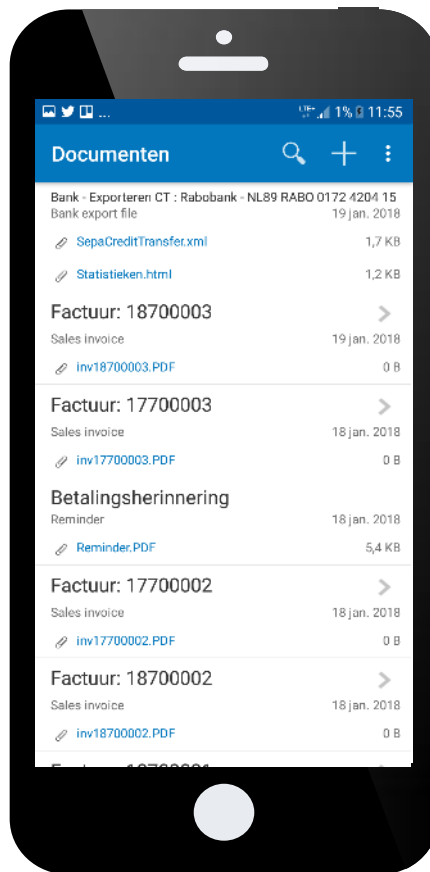 ... LTE+ 1% 11:55
Documenten
Bank - Exporteren CT : Rabobank - NL89 RABO 0172 4204 15
Bank export file 19 jan. 2018
SepaCreditTransfer.xml 1,7 KB
Statistieken.html 1,2 KB
Factuur: 18700003
Sales invoice 19 jan. 2018
inv18700003.PDF 0 B
Factuur: 17700003
Sales invoice 18 jan. 2018
inv17700003.PDF 0 B
Betalingsherinnering
Reminder 18 jan. 2018
Reminder.PDF 5,4 KB
Factuur: 17700002
Sales invoice 18 jan. 2018
inv17700002.PDF 0 B
Factuur: 18700002
Sales invoice 18 jan. 2018
inv18700002.PDF 0 B